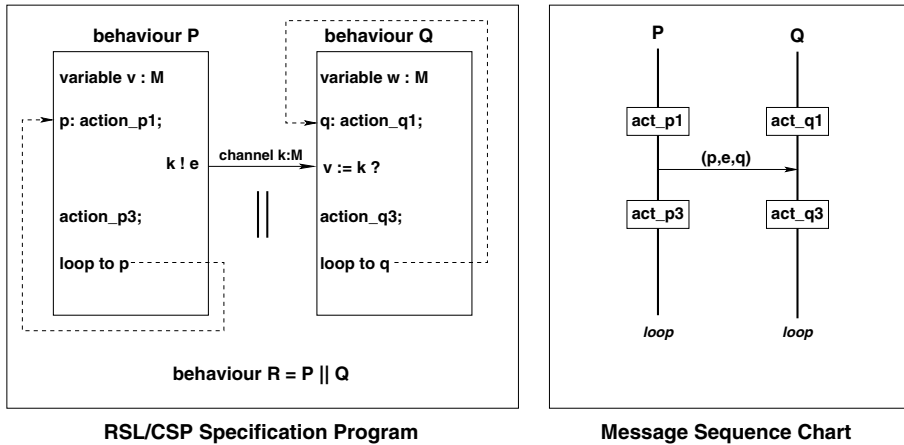 behaviour P
variable v : M
p: action_p1;
k ! e
action_p3;
loop to p
channel k:M
||
behaviour Q
variable w : M
q: action_q1;
v := k ?
action_q3;
loop to q
behaviour R = P || Q
RSL/CSP Specification Program
P
Q
act_p1
act_q1
(p,e,q)
act_p3
act_q3
loop
loop
Message Sequence Chart